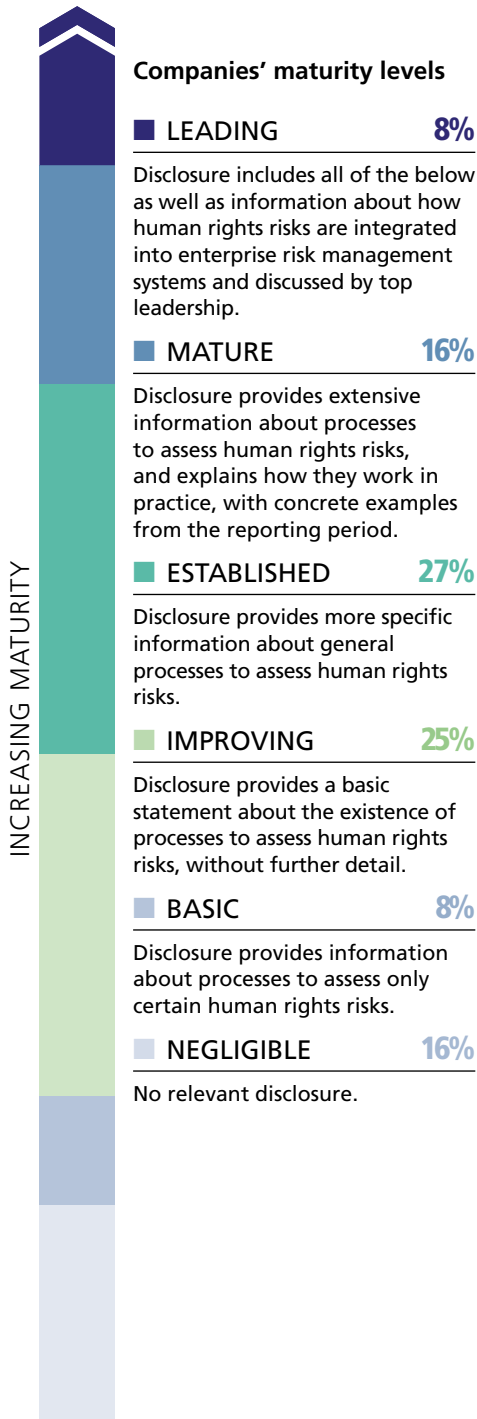 Companies’ maturity levels
LEADING 8%
Disclosure includes all of the below
as well as information about how
human rights risks are integrated
into enterprise risk management
systems and discussed by top
leadership.
MATURE 16%
Disclosure provides extensive
information about processes
to assess human rights risks,
and explains how they work in
practice, with concrete examples
from the reporting period.
ESTABLISHED 27%
Disclosure provides more specific
information about general
processes to assess human rights
risks.
IMPROVING 25%
Disclosure provides a basic
statement about the existence of
processes to assess human rights
risks, without further detail.
BASIC 8%
Disclosure provides information
about processes to assess only
certain human rights risks.
NEGLIGIBLE 16%
No relevant disclosure.
INCREASING MATURITY